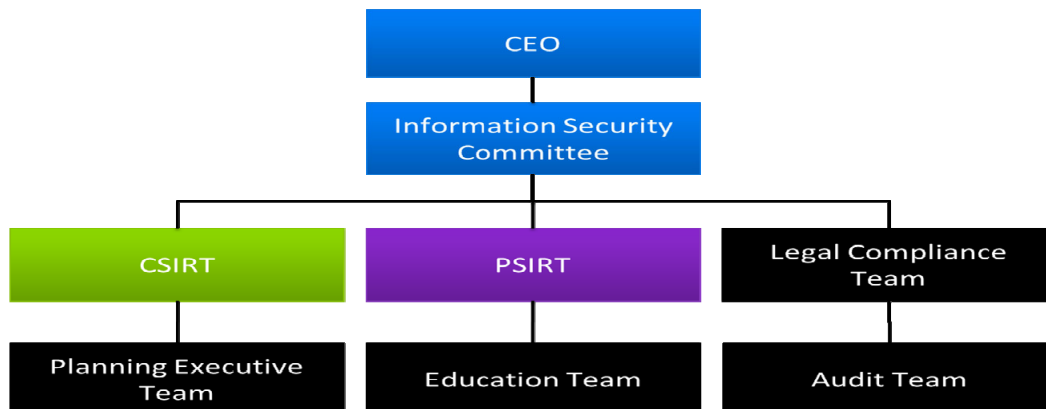 CEO
Information Security
Committee
CSIRT
PSIRT
Legal Compliance
Team
Planning Executive
Team
Education Team
Audit Team